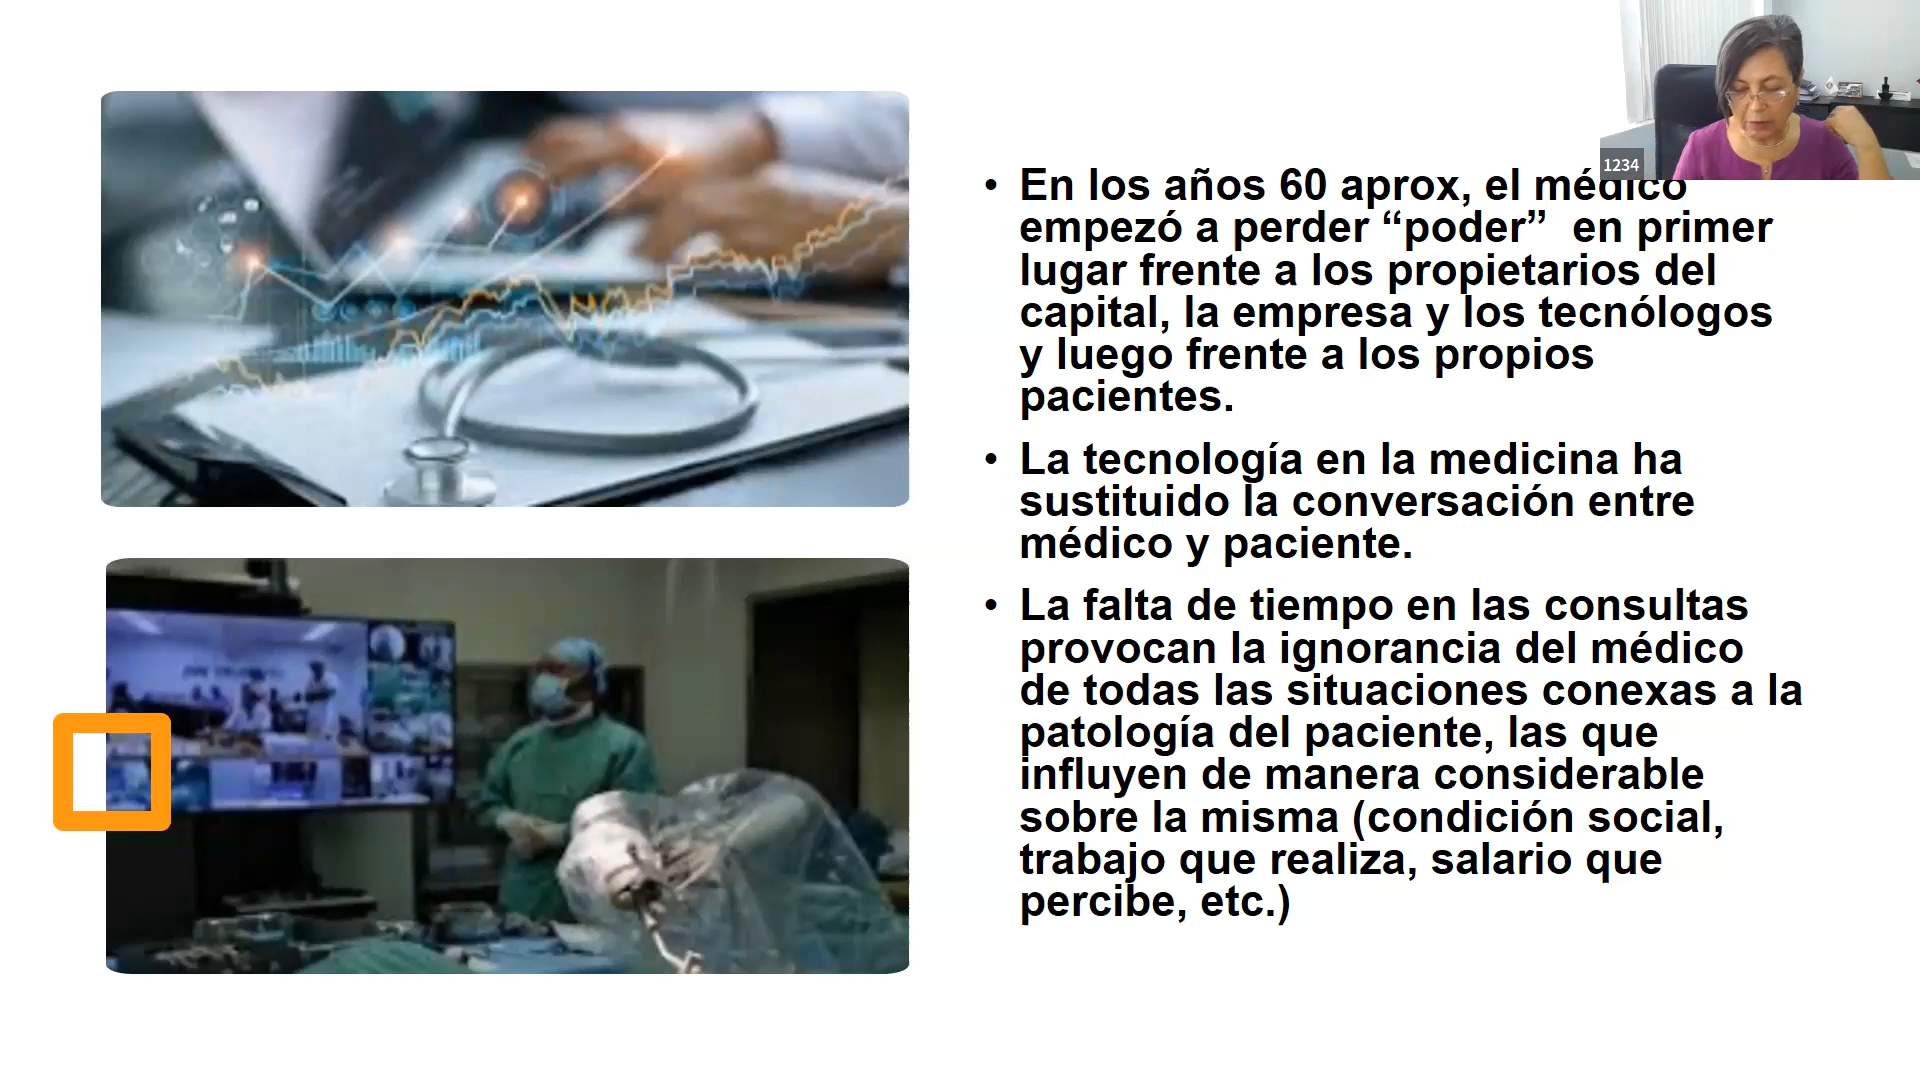 1234
• En los años 60 aprox, el médico
empezó a perder “poder”  en primer
lugar frente a los propietarios del
capital, la empresa y los tecnólogos
y luego frente a los propios
pacientes.
• La tecnología en la medicina ha
sustituido la conversación entre
médico y paciente.
• La falta de tiempo en las consultas
provocan la ignorancia del médico
de todas las situaciones conexas a la
patología del paciente, las que
influyen de manera considerable
sobre la misma (condición social,
trabajo que realiza, salario que
percibe, etc.)